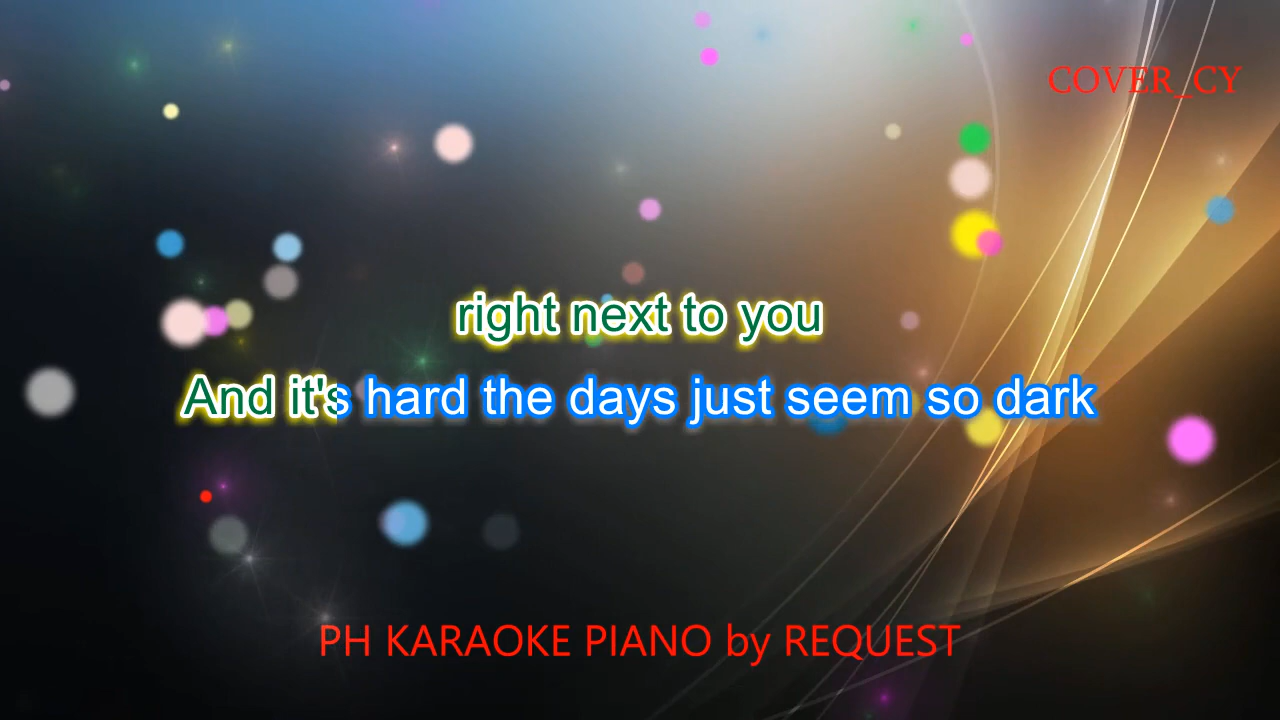 COVER_CY
right next to you
And it's hard the days just seem so dark
PH KARAOKE PIANO by REQUEST